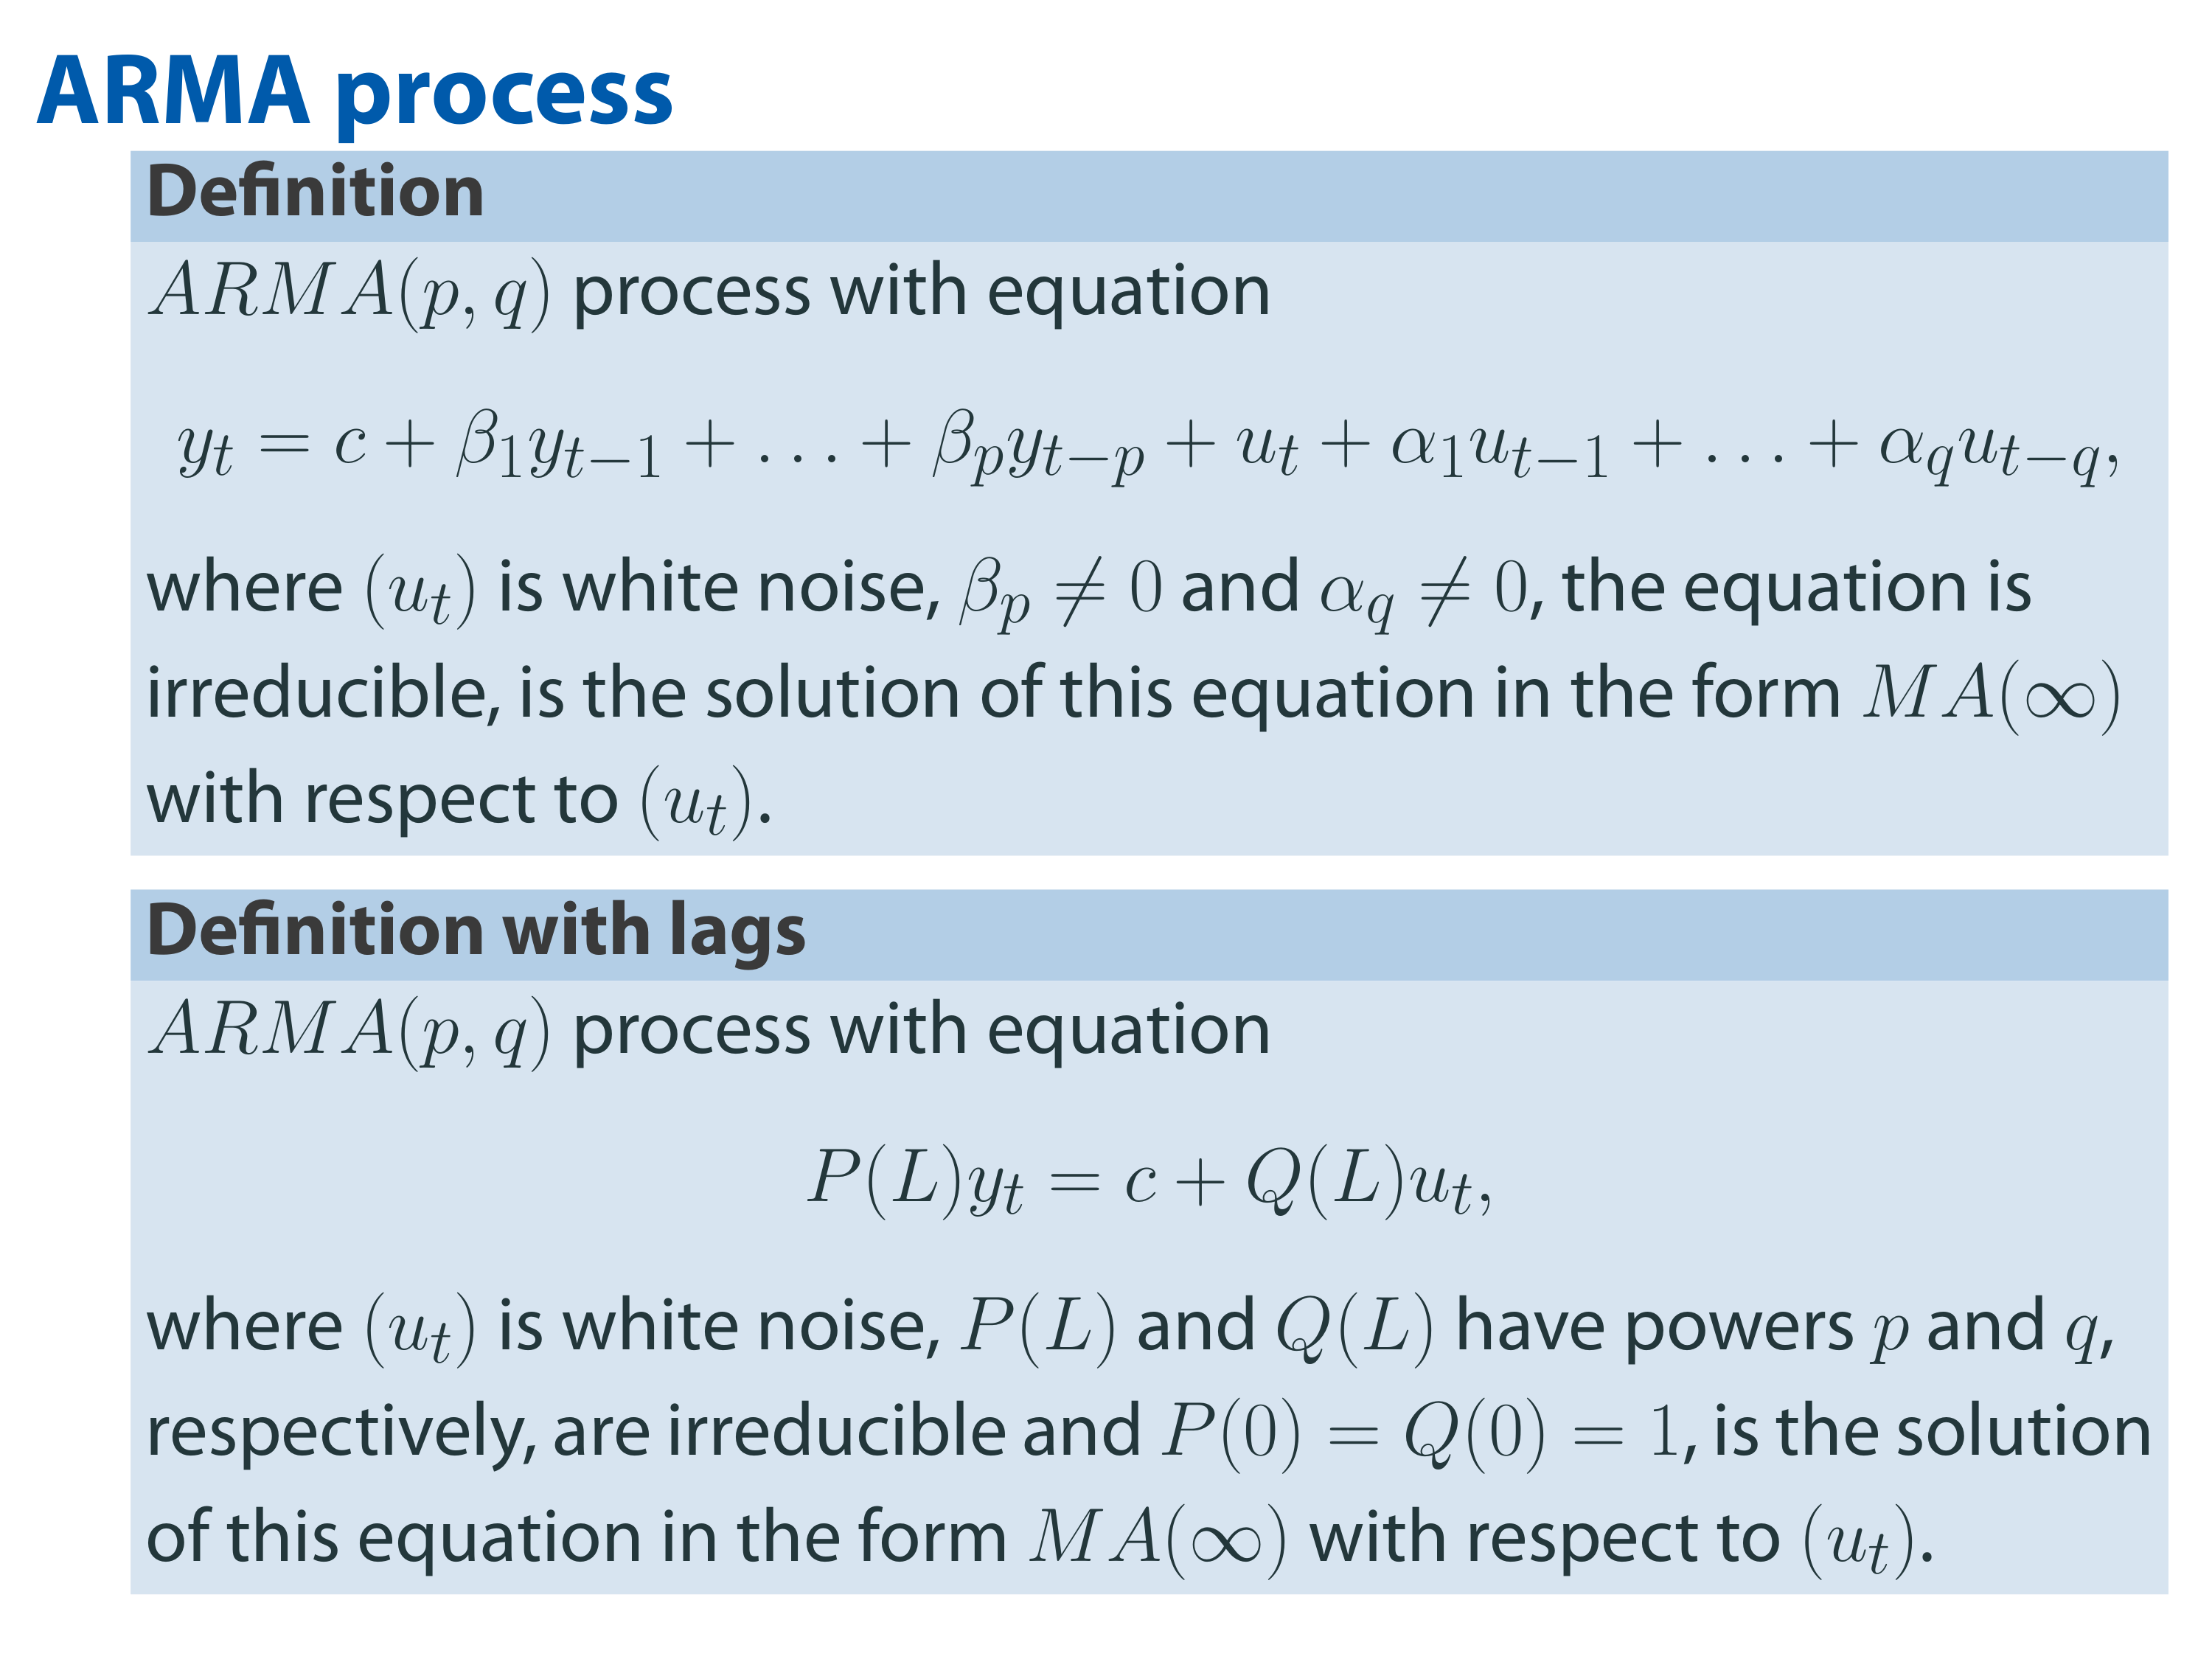 ARMA process
Definition
ARMA(p, q) process with equation
y_t = c + β_1 y_{t−1} + . . . + β_p y_{t−p} + u_t + α_1 u_{t−1} + . . . + α_q u_{t−q},
where (u_t) is white noise, β_p ≠ 0 and α_q ≠ 0, the equation is
irreducible, is the solution of this equation in the form MA(∞)
with respect to (u_t).
Definition with lags
ARMA(p, q) process with equation
P(L)y_t = c + Q(L)u_t,
where (u_t) is white noise, P(L) and Q(L) have powers p and q,
respectively, are irreducible and P(0) = Q(0) = 1, is the solution
of this equation in the form MA(∞) with respect to (u_t).